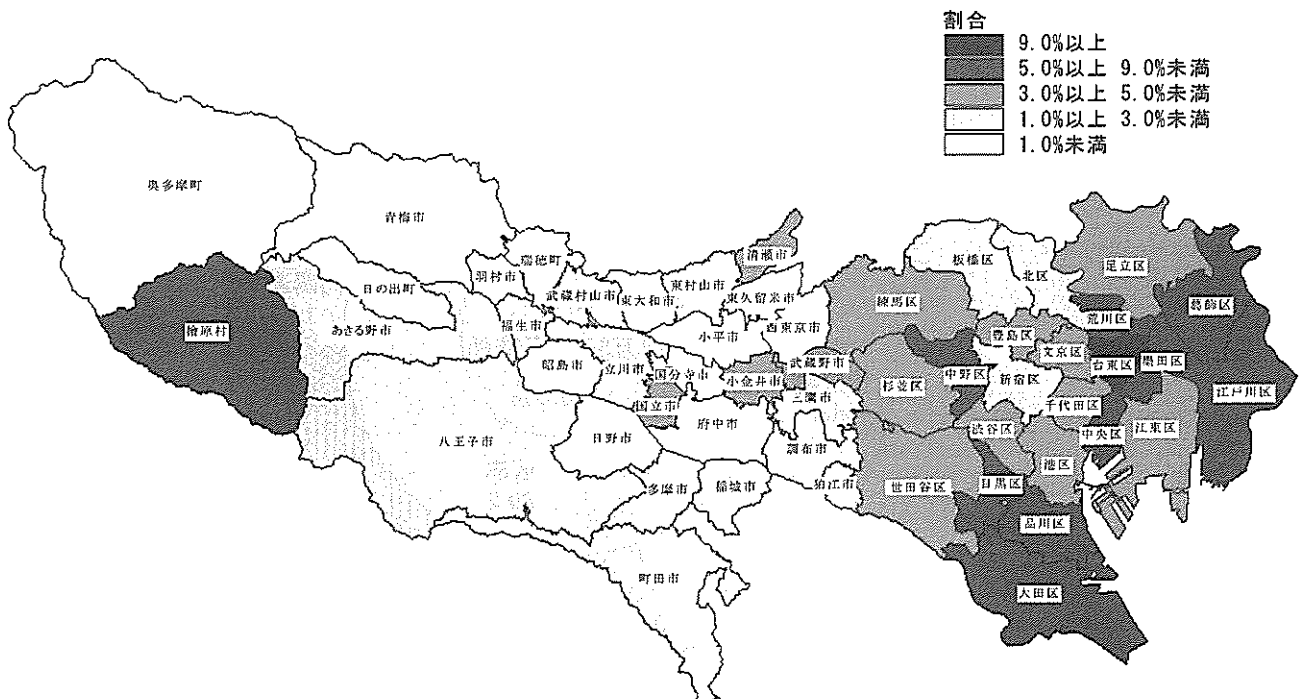 割合
9.0%以上
5.0%以上 9.0%未満
3.0%以上 5.0%未満
1.0%以上 3.0%未満
1.0%未満
奥多摩町
青梅市
檜原村
日の出町
あきる野市
羽村市
瑞穂町
福生市
武蔵村山市
東大和市
東村山市
清瀬市
東久留米市
昭島市
立川市
小平市
西東京市
国分寺市
小金井市
武蔵野市
国立市
三鷹市
八王子市
日野市
府中市
調布市
多摩市
稲城市
狛江市
町田市
板橋区
北区
足立区
葛飾区
練馬区
豊島区
荒川区
文京区
台東区
墨田区
杉並区
中野区
新宿区
千代田区
江戸川区
渋谷区
中央区
江東区
世田谷区
目黒区
港区
品川区
大田区